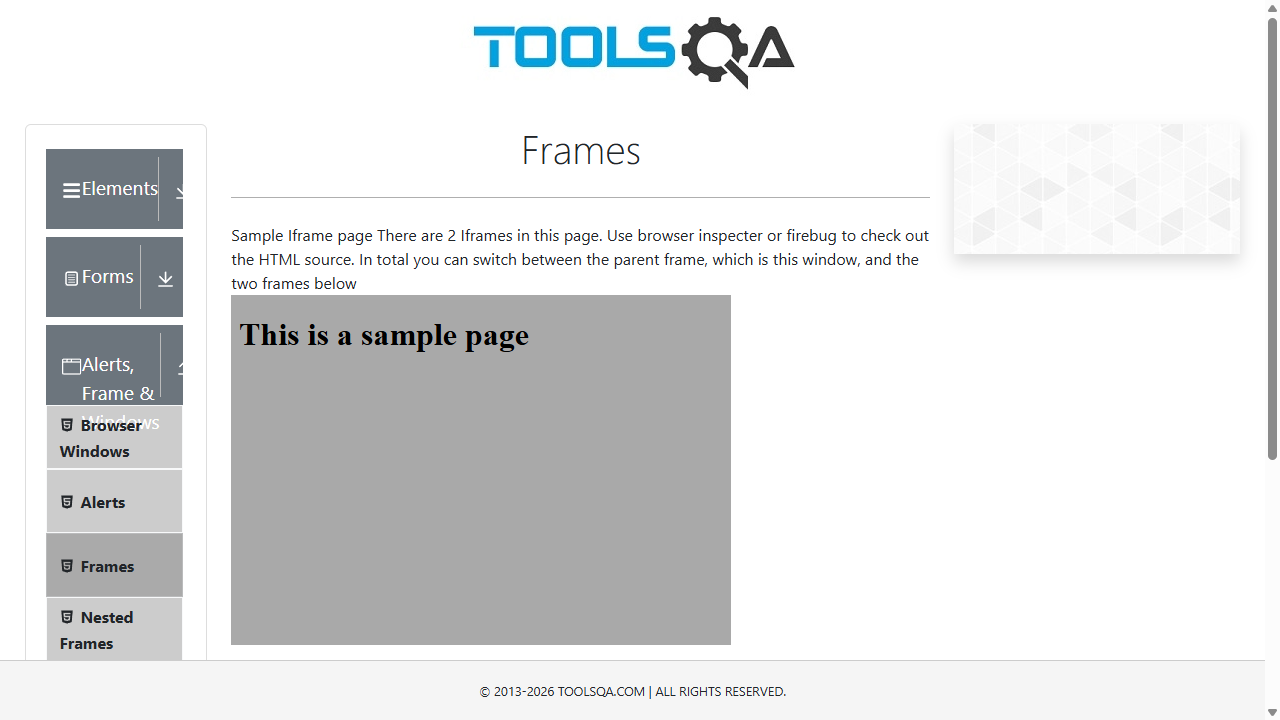 TOOLSQA
Elements
Forms
Alerts,
Frame &
Windows
Browser
Windows
Alerts
Frames
Nested
Frames
Frames
Sample Iframe page There are 2 Iframes in this page. Use browser inspecter or firebug to check out
the HTML source. In total you can switch between the parent frame, which is this window, and the
two frames below
This is a sample page
© 2013-2026 TOOLSQA.COM | ALL RIGHTS RESERVED.